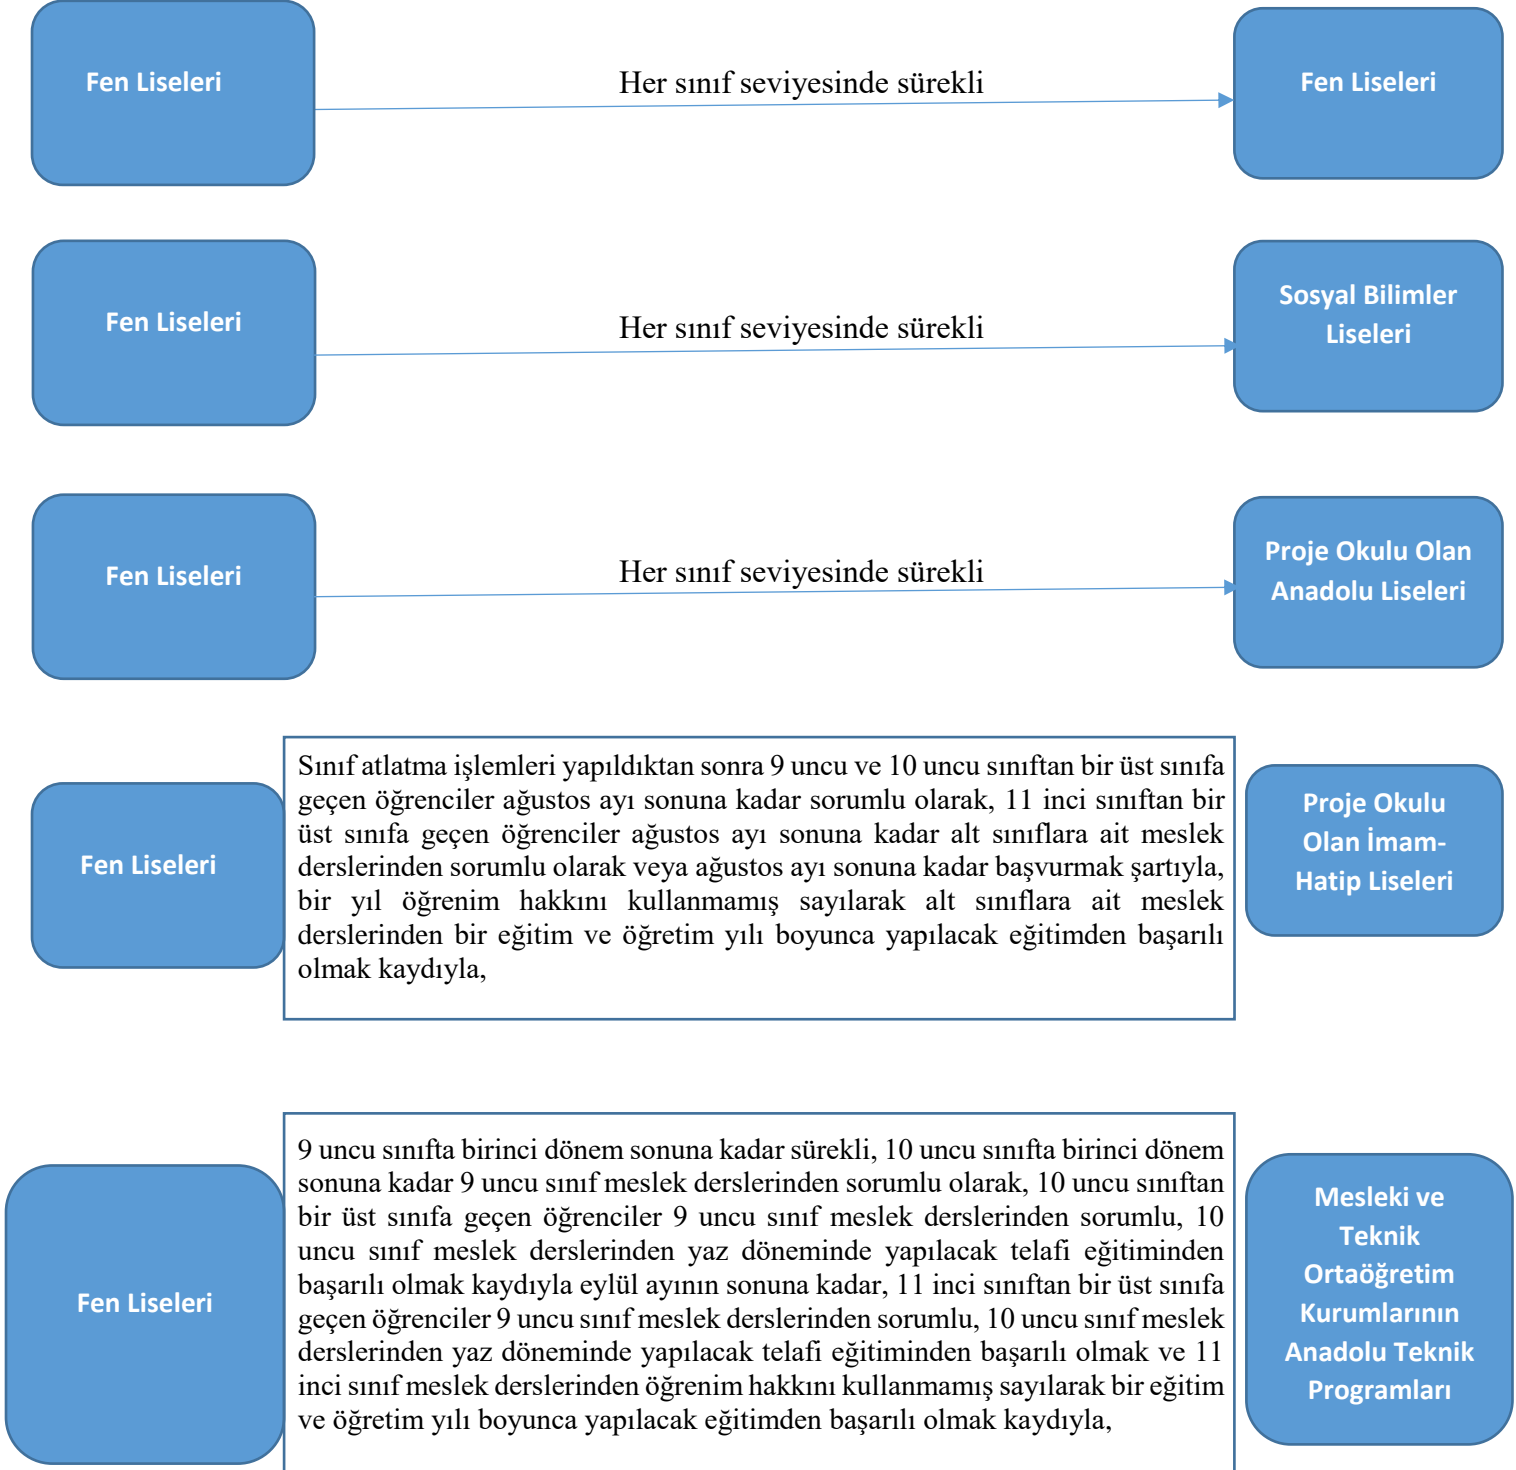 Fen Liseleri
Her sınıf seviyesinde sürekli
Fen Liseleri
Fen Liseleri
Her sınıf seviyesinde sürekli
Sosyal Bilimler
Liseleri
Fen Liseleri
Her sınıf seviyesinde sürekli
Proje Okulu Olan
Anadolu Liseleri
Fen Liseleri
Sınıf atlatma işlemleri yapıldıktan sonra 9 uncu ve 10 uncu sınıftan bir üst sınıfa
geçen öğrenciler ağustos ayı sonuna kadar sorumlu olarak, 11 inci sınıftan bir
üst sınıfa geçen öğrenciler ağustos ayı sonuna kadar alt sınıflara ait meslek
derslerinden sorumlu olarak veya ağustos ayı sonuna kadar başvurmak şartıyla,
bir yıl öğrenim hakkını kullanmamış sayılarak alt sınıflara ait meslek
derslerinden bir eğitim ve öğretim yılı boyunca yapılacak eğitimden başarılı
olmak kaydıyla,
Proje Okulu
Olan İmam-
Hatip Liseleri
Fen Liseleri
9 uncu sınıfta birinci dönem sonuna kadar sürekli, 10 uncu sınıfta birinci dönem
sonuna kadar 9 uncu sınıf meslek derslerinden sorumlu olarak, 10 uncu sınıftan
bir üst sınıfa geçen öğrenciler 9 uncu sınıf meslek derslerinden sorumlu, 10
uncu sınıf meslek derslerinden yaz döneminde yapılacak telafi eğitiminden
başarılı olmak kaydıyla eylül ayının sonuna kadar, 11 inci sınıftan bir üst sınıfa
geçen öğrenciler 9 uncu sınıf meslek derslerinden sorumlu, 10 uncu sınıf meslek
derslerinden yaz döneminde yapılacak telafi eğitiminden başarılı olmak ve 11
inci sınıf meslek derslerinden öğrenim hakkını kullanmamış sayılarak bir eğitim
ve öğretim yılı boyunca yapılacak eğitimden başarılı olmak kaydıyla,
Mesleki ve
Teknik
Ortaöğretim
Kurumlarının
Anadolu Teknik
Programları